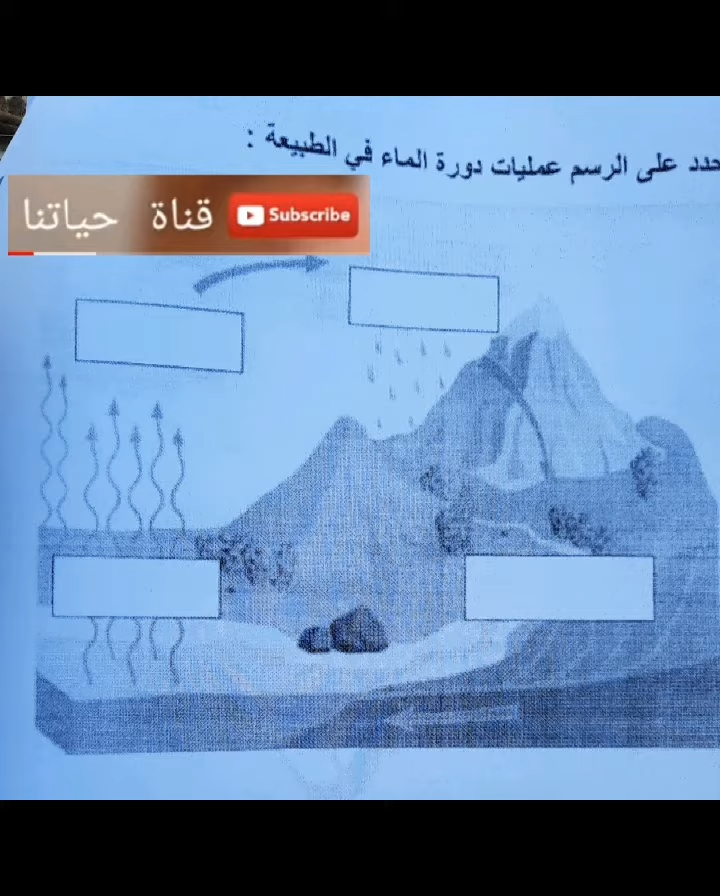 حدد على الرسم عمليات دورة الماء في الطبيعة :
قناة حياتنا
Subscribe